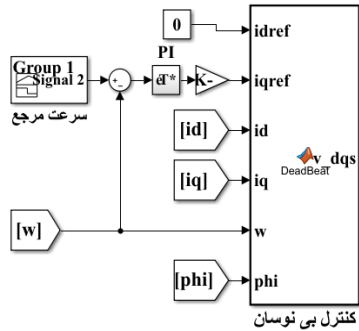 0
idref
PI
Group 1
Signal 2
K-
iqref
سرعت مرجع
[id]
id
v_dqs
DeadBeat
[iq]
iq
[w]
w
[phi]
phi
کنترل بی نوسان